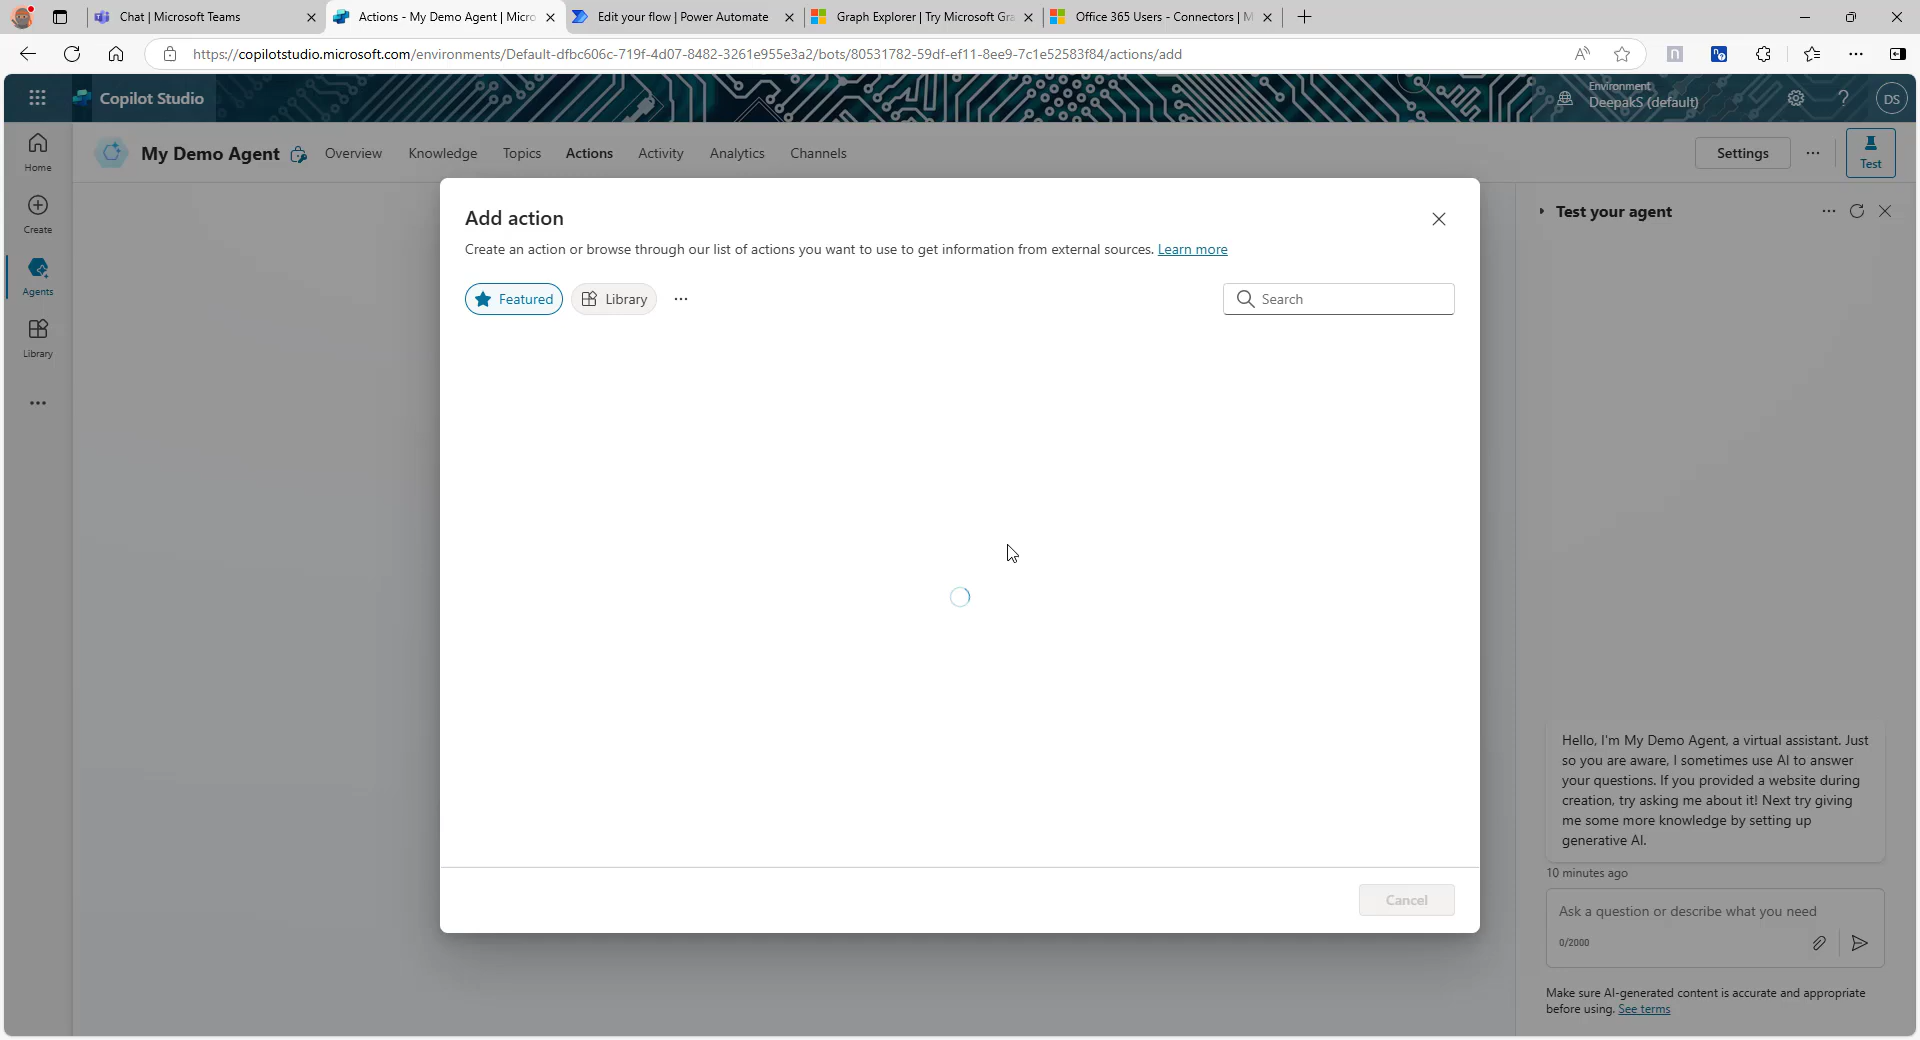 Chat | Microsoft Teams
Actions - My Demo Agent | Micro
Edit your flow | Power Automate
Graph Explorer | Try Microsoft Gra
Office 365 Users - Connectors | M
https://copilotstudio.microsoft.com/environments/Default-dfbc606c-719f-4d07-8482-3261e955e3a2/bots/80531782-59df-ef11-8ee9-7c1e52583f84/actions/add
Copilot Studio
Environment
DeepakS (default)
?
DS
Home
Create
Agents
Library
My Demo Agent
Overview
Knowledge
Topics
Actions
Activity
Analytics
Channels
Settings
Test
Add action
Create an action or browse through our list of actions you want to use to get information from external sources. Learn more
Featured
Library
Search
Cancel
Test your agent
Hello, I'm My Demo Agent, a virtual assistant. Just
so you are aware, I sometimes use AI to answer
your questions. If you provided a website during
creation, try asking me about it! Next try giving
me some more knowledge by setting up
generative AI.
10 minutes ago
Ask a question or describe what you need
0/2000
Make sure AI-generated content is accurate and appropriate
before using. See terms